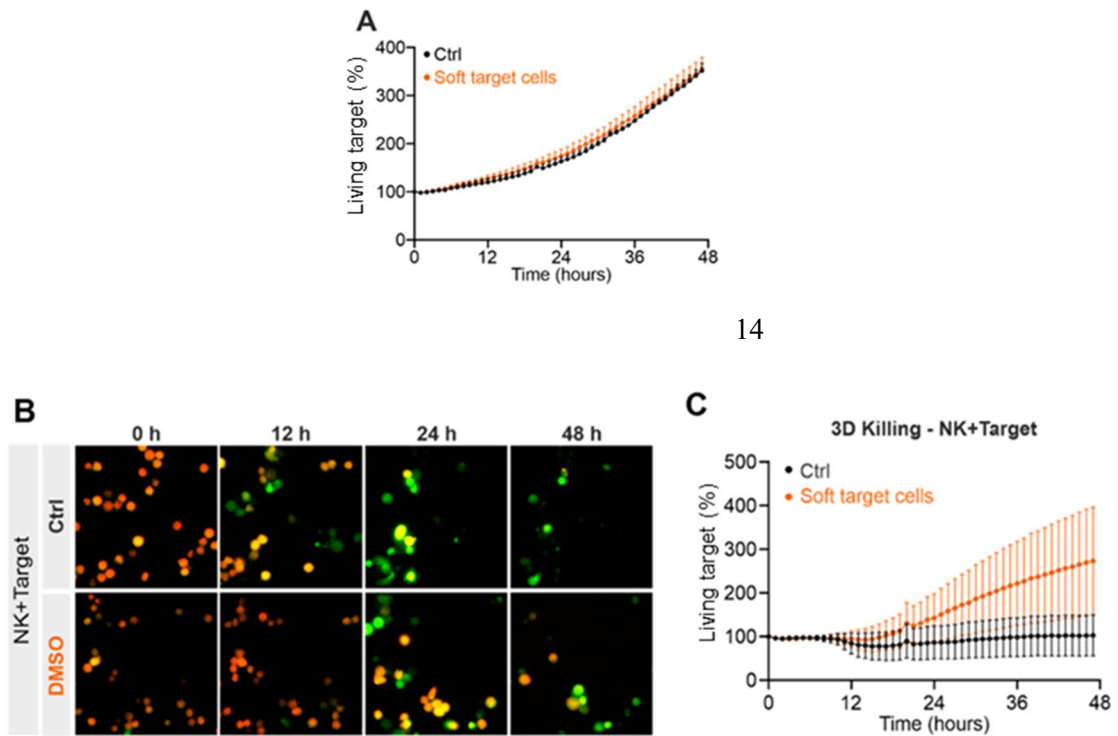 A
Ctrl
Soft target cells
Living target (%)
400
300
200
100
0
0 12 24 36 48
Time (hours)
14
B
0 h 12 h 24 h 48 h
NK+Target
Ctrl
DMSO
C
3D Killing - NK+Target
Ctrl
Soft target cells
Living target (%)
500
400
300
200
100
0
0 12 24 36 48
Time (hours)